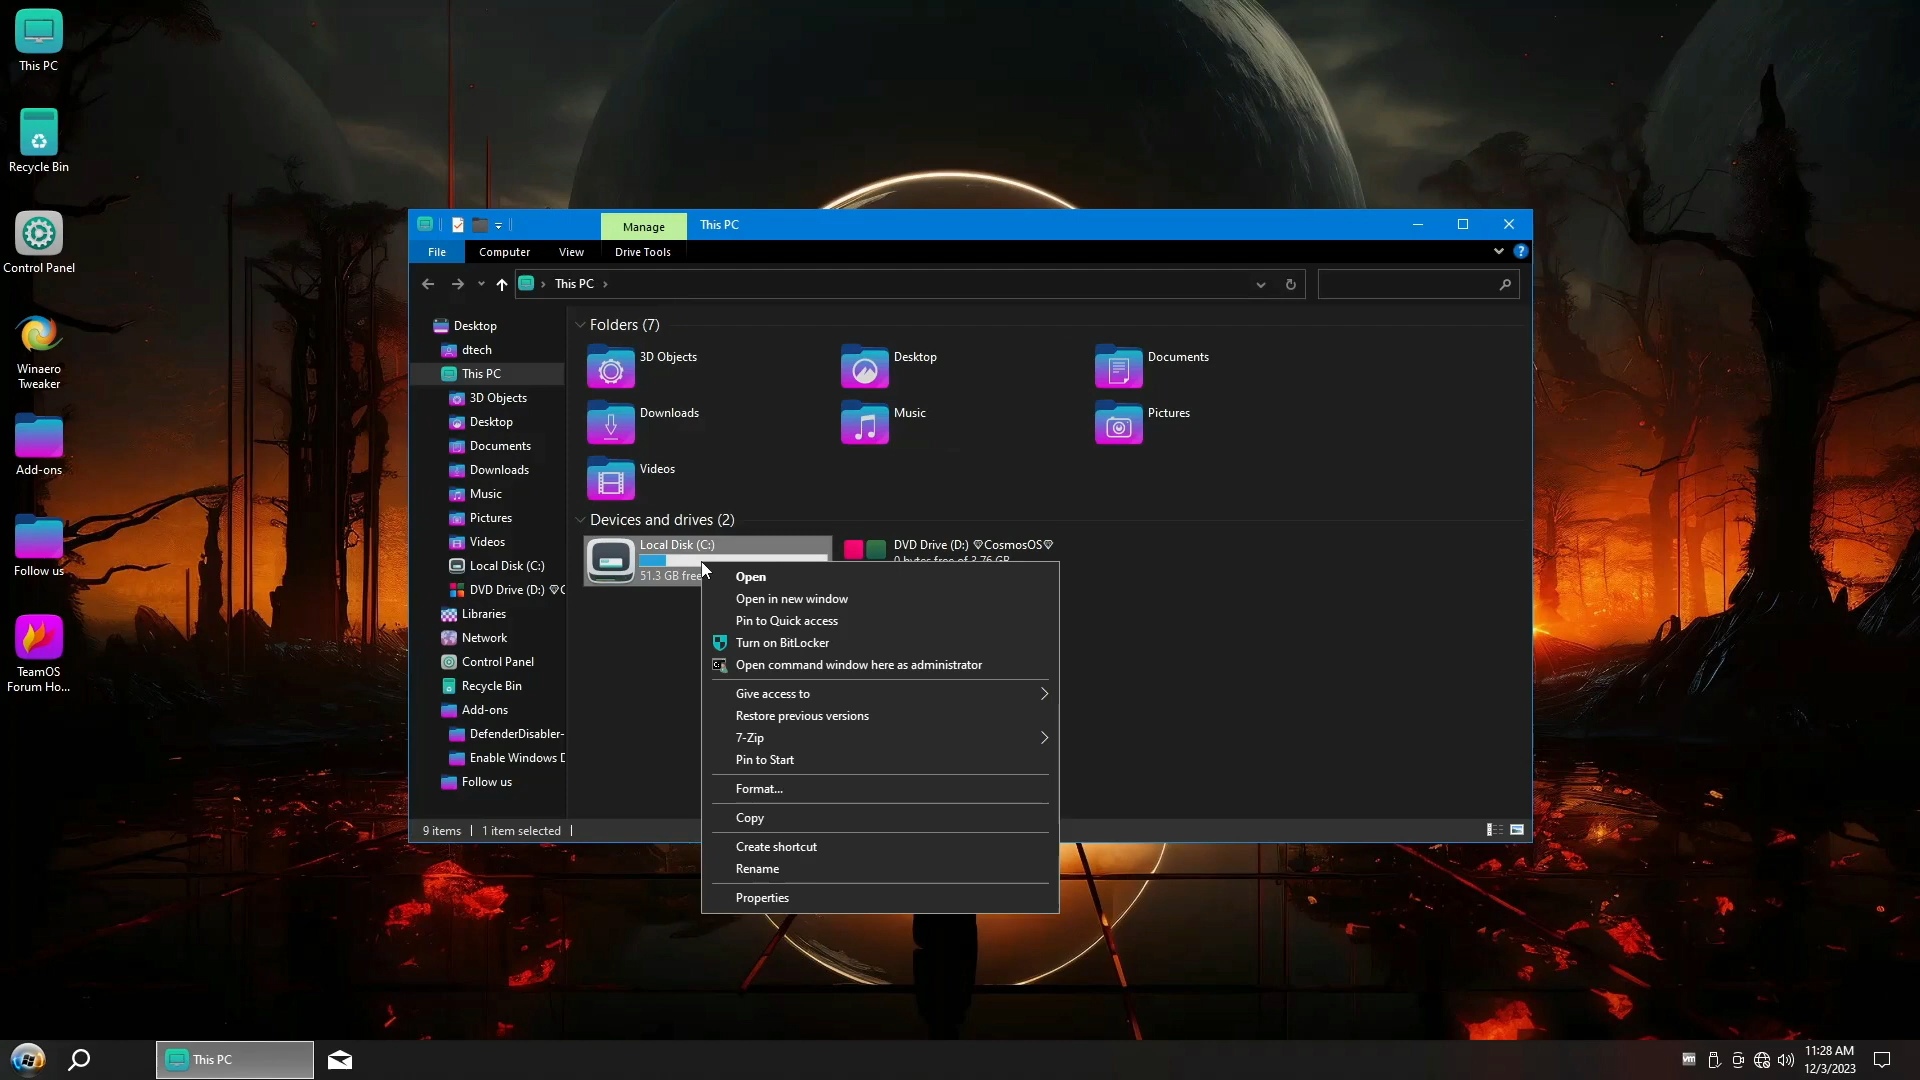 This PC
Recycle Bin
Control Panel
Winaero
Tweaker
Add-ons
Follow us
TeamOS
Forum Ho...
Manage
This PC
File
Computer
View
Drive Tools
This PC
Desktop
dtech
This PC
3D Objects
Desktop
Documents
Downloads
Music
Pictures
Videos
Local Disk (C:)
DVD Drive (D:) 💎C
Libraries
Network
Control Panel
Recycle Bin
Add-ons
DefenderDisabler-
Enable Windows D
Follow us
Folders (7)
3D Objects
Desktop
Documents
Downloads
Music
Pictures
Videos
Devices and drives (2)
Local Disk (C:)
51.3 GB free
DVD Drive (D:) 💎CosmosOS💎
0 bytes free of 3.76 GB
Open
Open in new window
Pin to Quick access
Turn on BitLocker
Open command window here as administrator
Give access to
Restore previous versions
7-Zip
Pin to Start
Format...
Copy
Create shortcut
Rename
Properties
9 items
1 item selected
This PC
vm
11:28 AM
12/3/2023